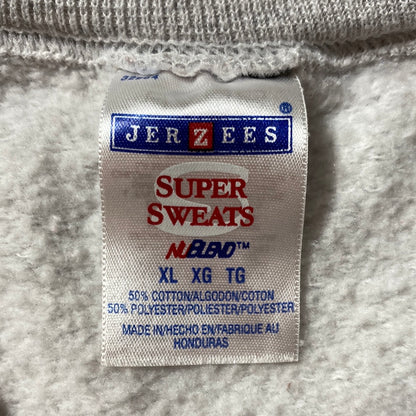 JERZEES ®
SUPER
SWEATS
NUBLEND™
XL XG TG
50% COTTON/ALGODON/COTON
50% POLYESTER/POLIESTER/POLYESTER
MADE IN/HECHO EN/FABRIQUE AU
HONDURAS